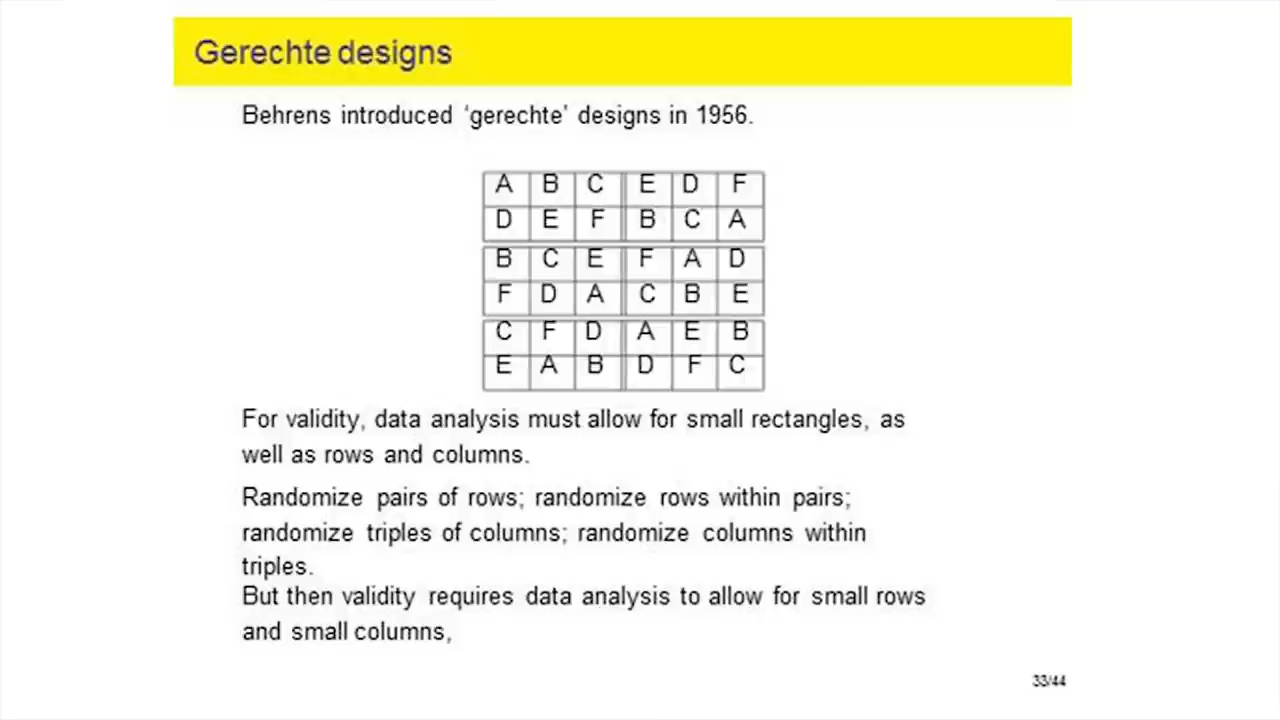 Gerechte designs
Behrens introduced ‘gerechte’ designs in 1956.
A B C E D F
D E F B C A
B C E F A D
F D A C B E
C F D A E B
E A B D F C
For validity, data analysis must allow for small rectangles, as
well as rows and columns.
Randomize pairs of rows; randomize rows within pairs;
randomize triples of columns; randomize columns within
triples.
But then validity requires data analysis to allow for small rows
and small columns,
33/44